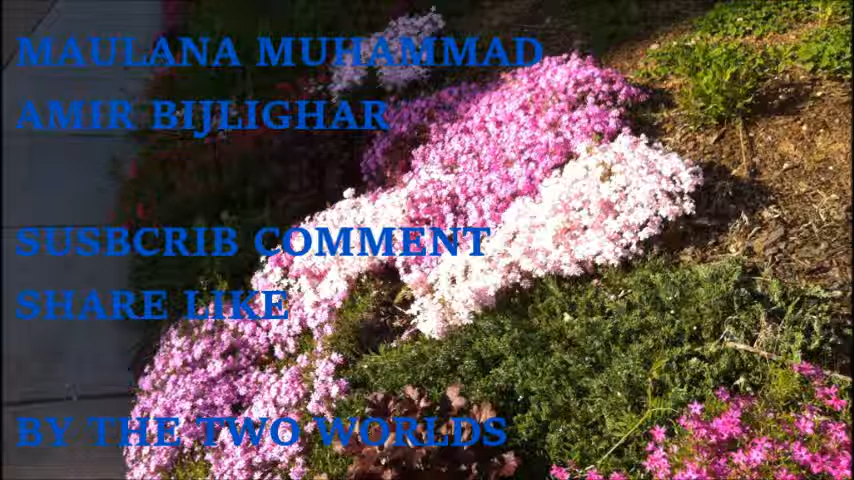 MAULANA MUHAMMAD
AMIR BIJLIGHAR
SUSBCRIB COMMENT
SHARE LIKE
BY THE TWO WORLDS